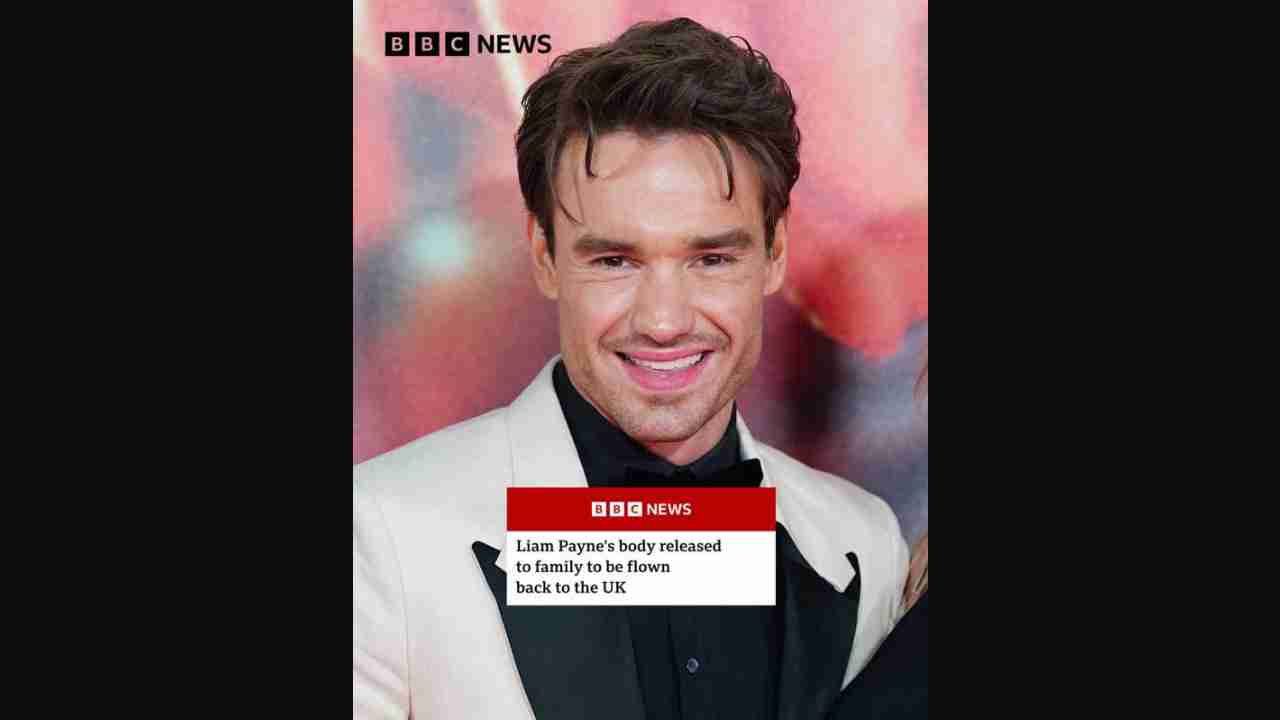 BBC NEWS
BBC NEWS
Liam Payne's body released
to family to be flown
back to the UK